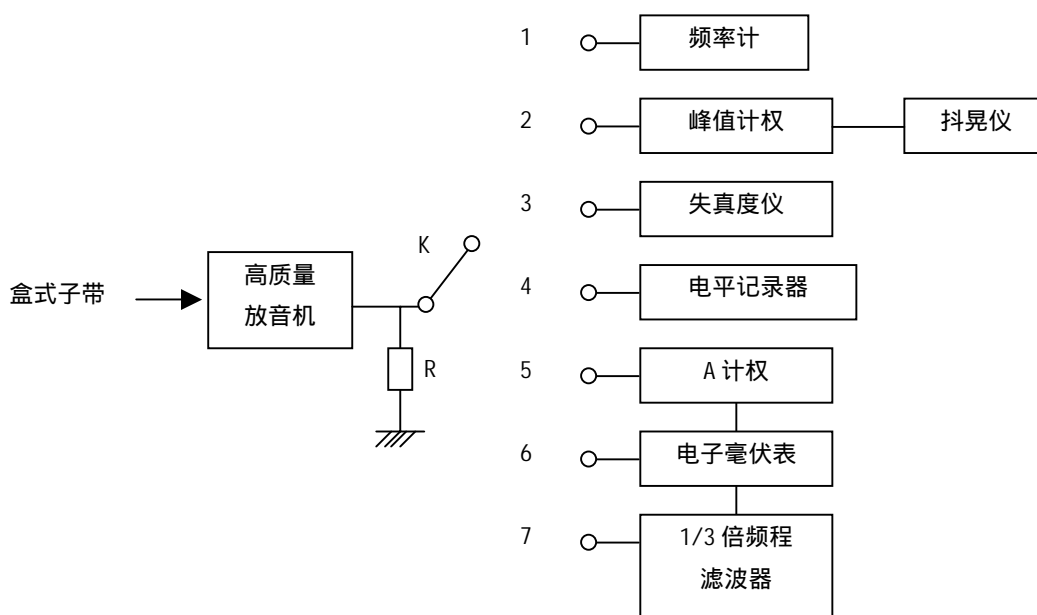 1
频率计
2
峰值计权
抖晃仪
3
失真度仪
K
盒式子带
高质量
放音机
4
电平记录器
R
5
A 计权
6
电子毫伏表
7
1/3 倍频程
滤波器